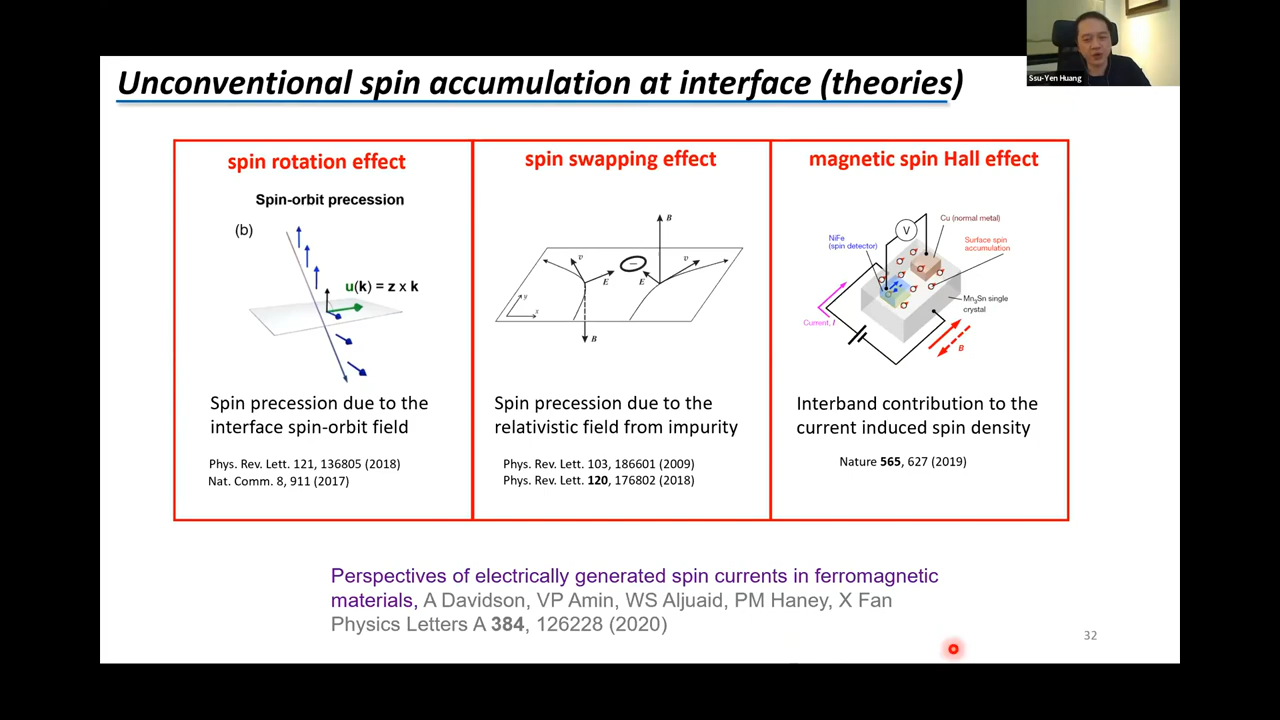 Ssu-Yen Huang
Unconventional spin accumulation at interface (theories)
spin rotation effect
Spin-orbit precession
(b)
u(k) = z x k
Spin precession due to the
interface spin-orbit field
Phys. Rev. Lett. 121, 136805 (2018)
Nat. Comm. 8, 911 (2017)
spin swapping effect
B
v
E
E
v
y
x
B
Spin precession due to the
relativistic field from impurity
Phys. Rev. Lett. 103, 186601 (2009)
Phys. Rev. Lett. 120, 176802 (2018)
magnetic spin Hall effect
Cu (normal metal)
NiFe
(spin detector)
V
Surface spin
accumulation
Mn3Sn single
crystal
Current, I
B
Interband contribution to the
current induced spin density
Nature 565, 627 (2019)
Perspectives of electrically generated spin currents in ferromagnetic
materials, A Davidson, VP Amin, WS Aljuaid, PM Haney, X Fan
Physics Letters A 384, 126228 (2020)
32